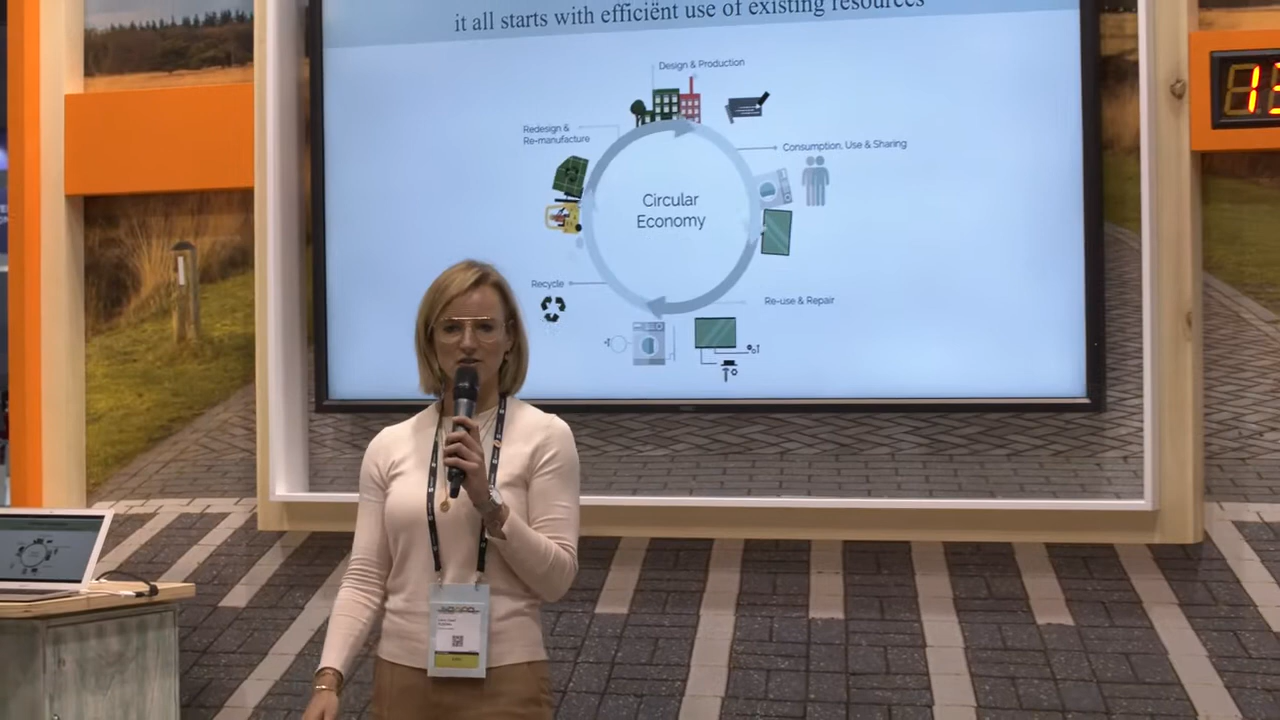 it all starts with efficiënt use of existing resources
Design & Production
Redesign &
Re-manufacture
Consumption, Use & Sharing
Circular
Economy
Recycle
Re-use & Repair